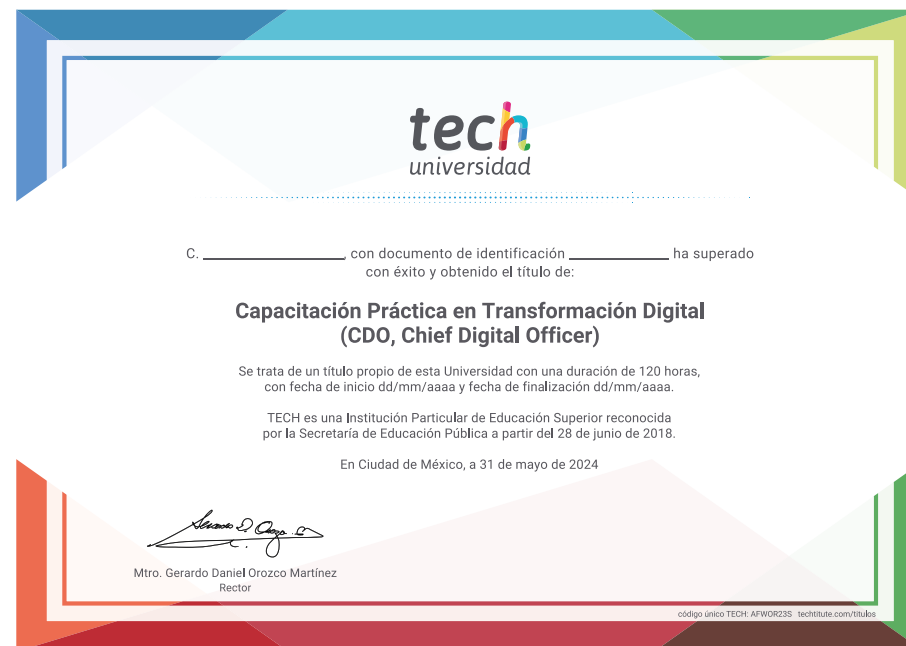 tech
universidad
C. ____________________, con documento de identificación ______________ ha superado
con éxito y obtenido el título de:
Capacitación Práctica en Transformación Digital
(CDO, Chief Digital Officer)
Se trata de un título propio de esta Universidad con una duración de 120 horas,
con fecha de inicio dd/mm/aaaa y fecha de finalización dd/mm/aaaa.
TECH es una Institución Particular de Educación Superior reconocida
por la Secretaría de Educación Pública a partir del 28 de junio de 2018.
En Ciudad de México, a 31 de mayo de 2024
Mtro. Gerardo Daniel Orozco Martínez
Rector
código único TECH: AFWOR23S techtitute.com/titulos